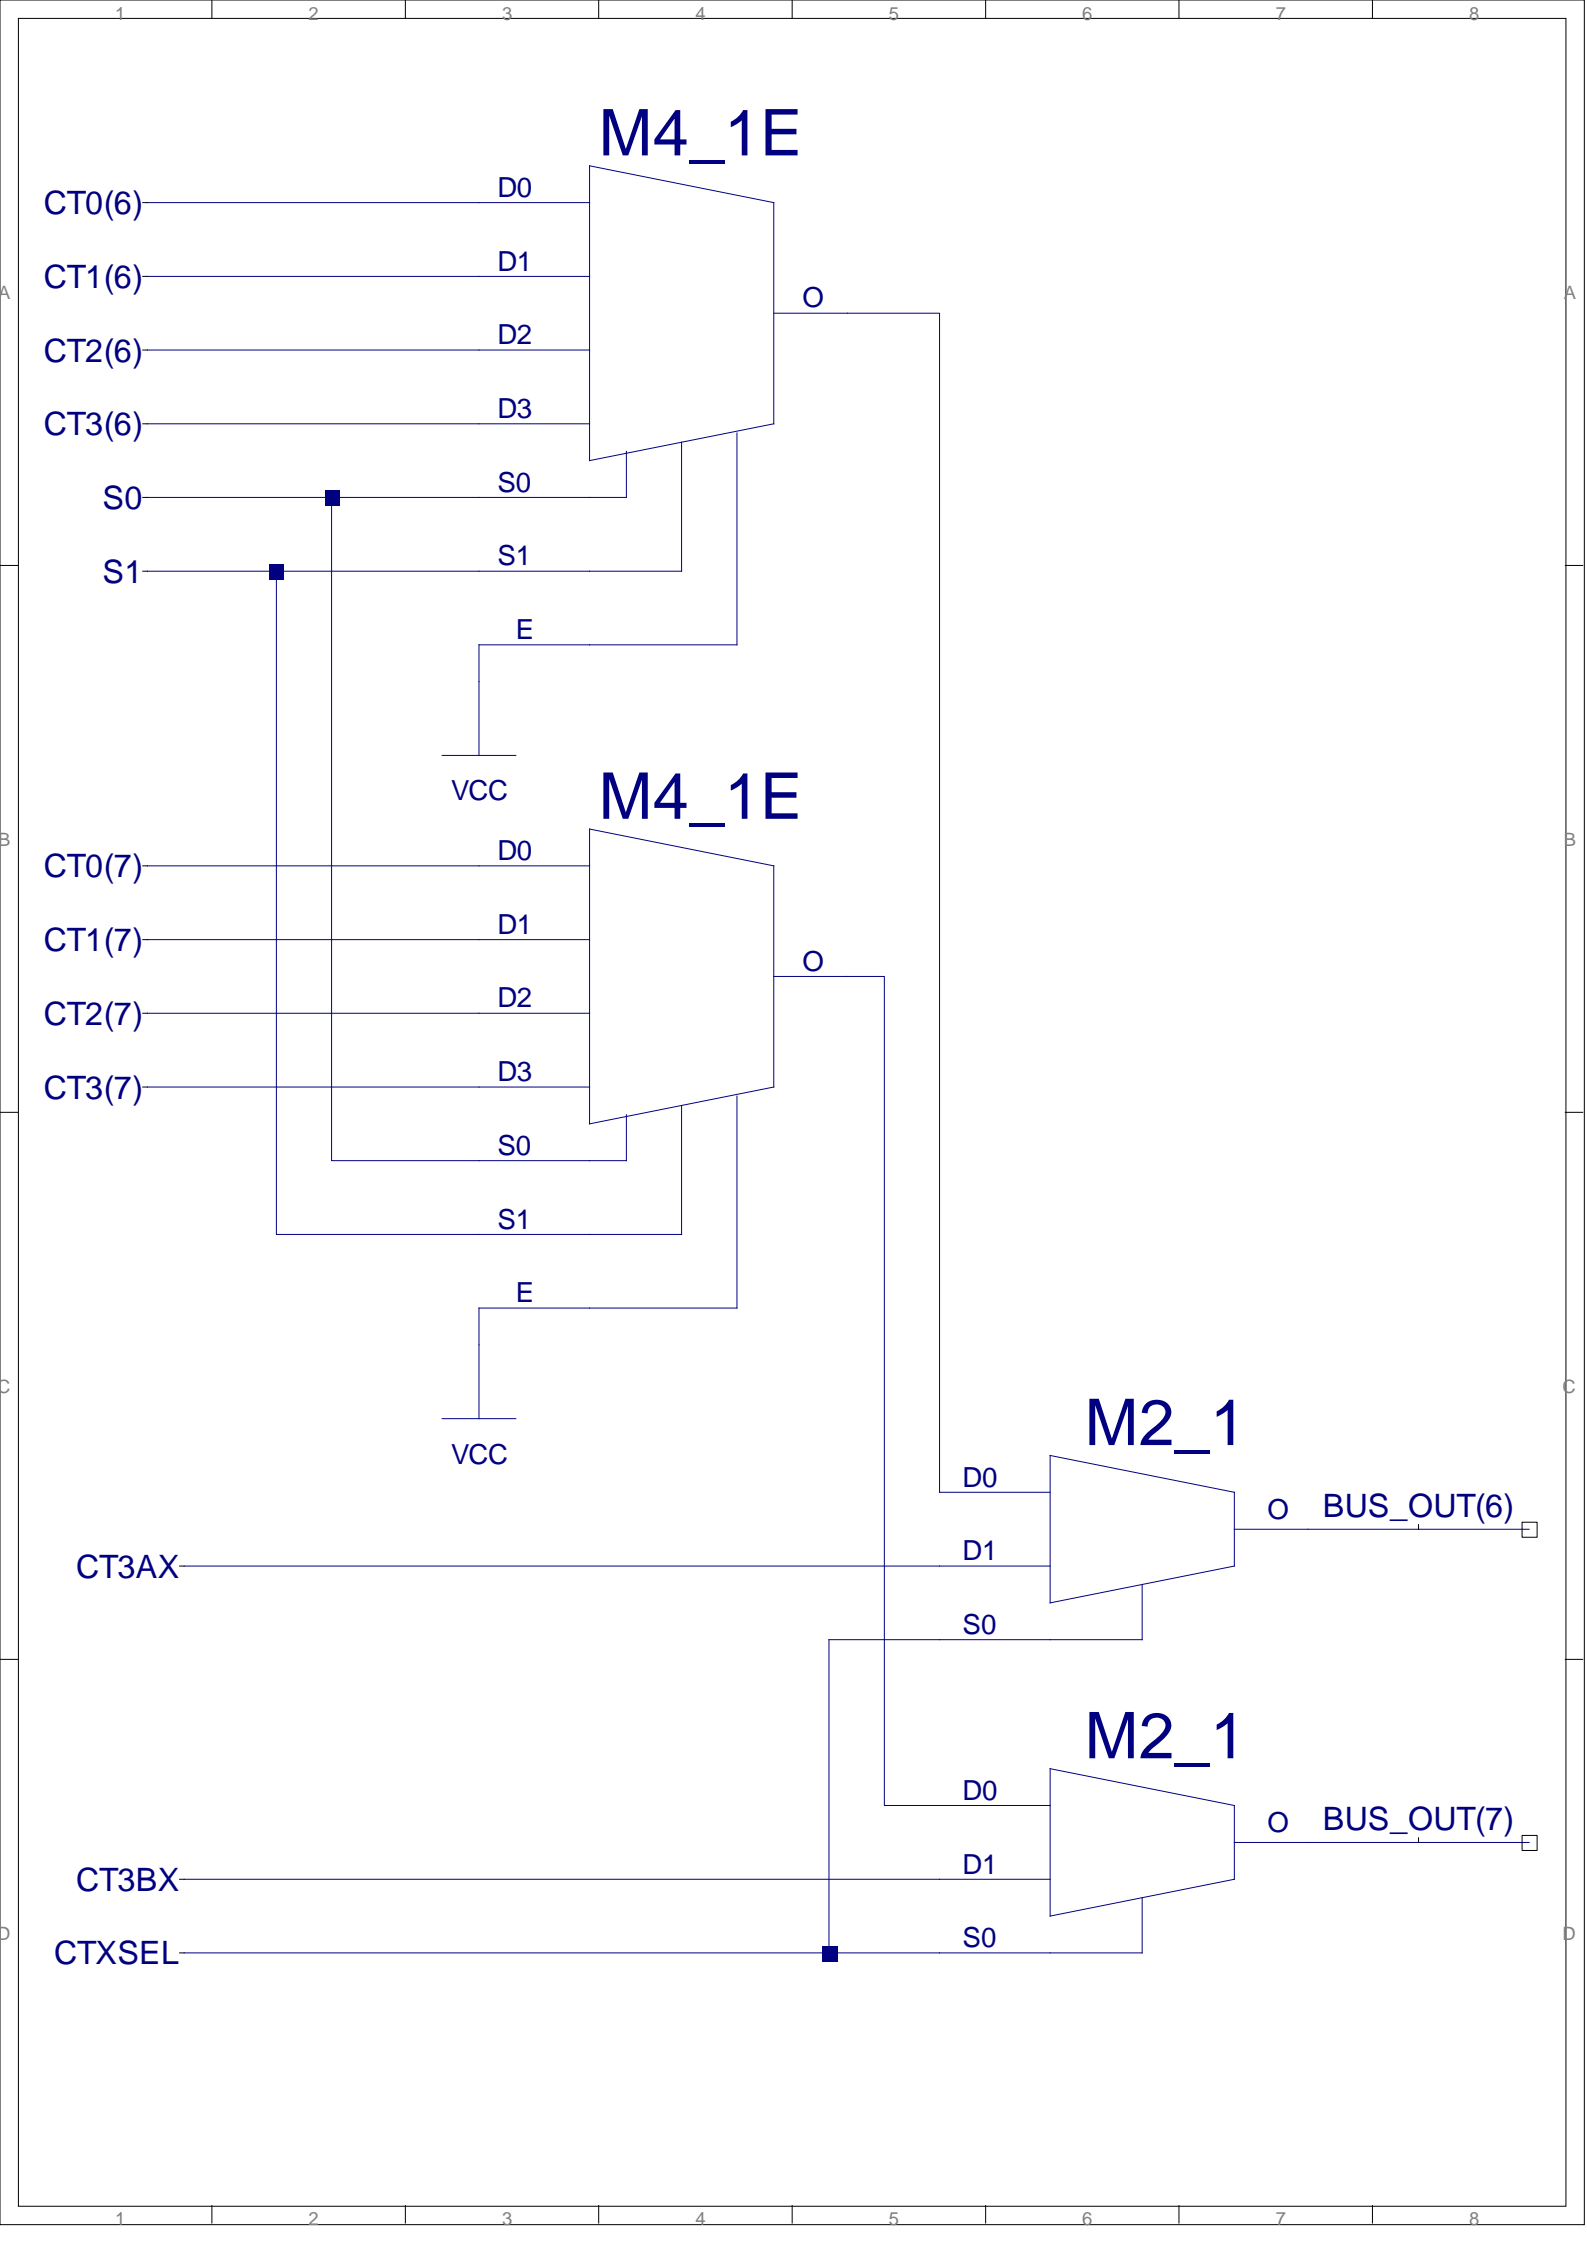 1 2 3 4 5 6 7 8
M4_1E
CT0(6) D0
CT1(6) D1
A A
O
CT2(6) D2
CT3(6) D3
S0 S0
S1 S1
E
VCC
M4_1E
B B
CT0(7) D0
CT1(7) D1
O
CT2(7) D2
CT3(7) D3
S0
S1
E
C C
M2_1
VCC
D0
O BUS_OUT(6)
CT3AX D1
S0
M2_1
D0
O BUS_OUT(7)
CT3BX D1
D D
CTXSEL S0
1 2 3 4 5 6 7 8